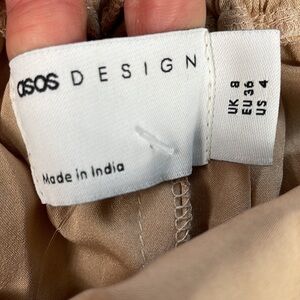 asos DESIGN
Made in India
UK 8
EU 36
US 4